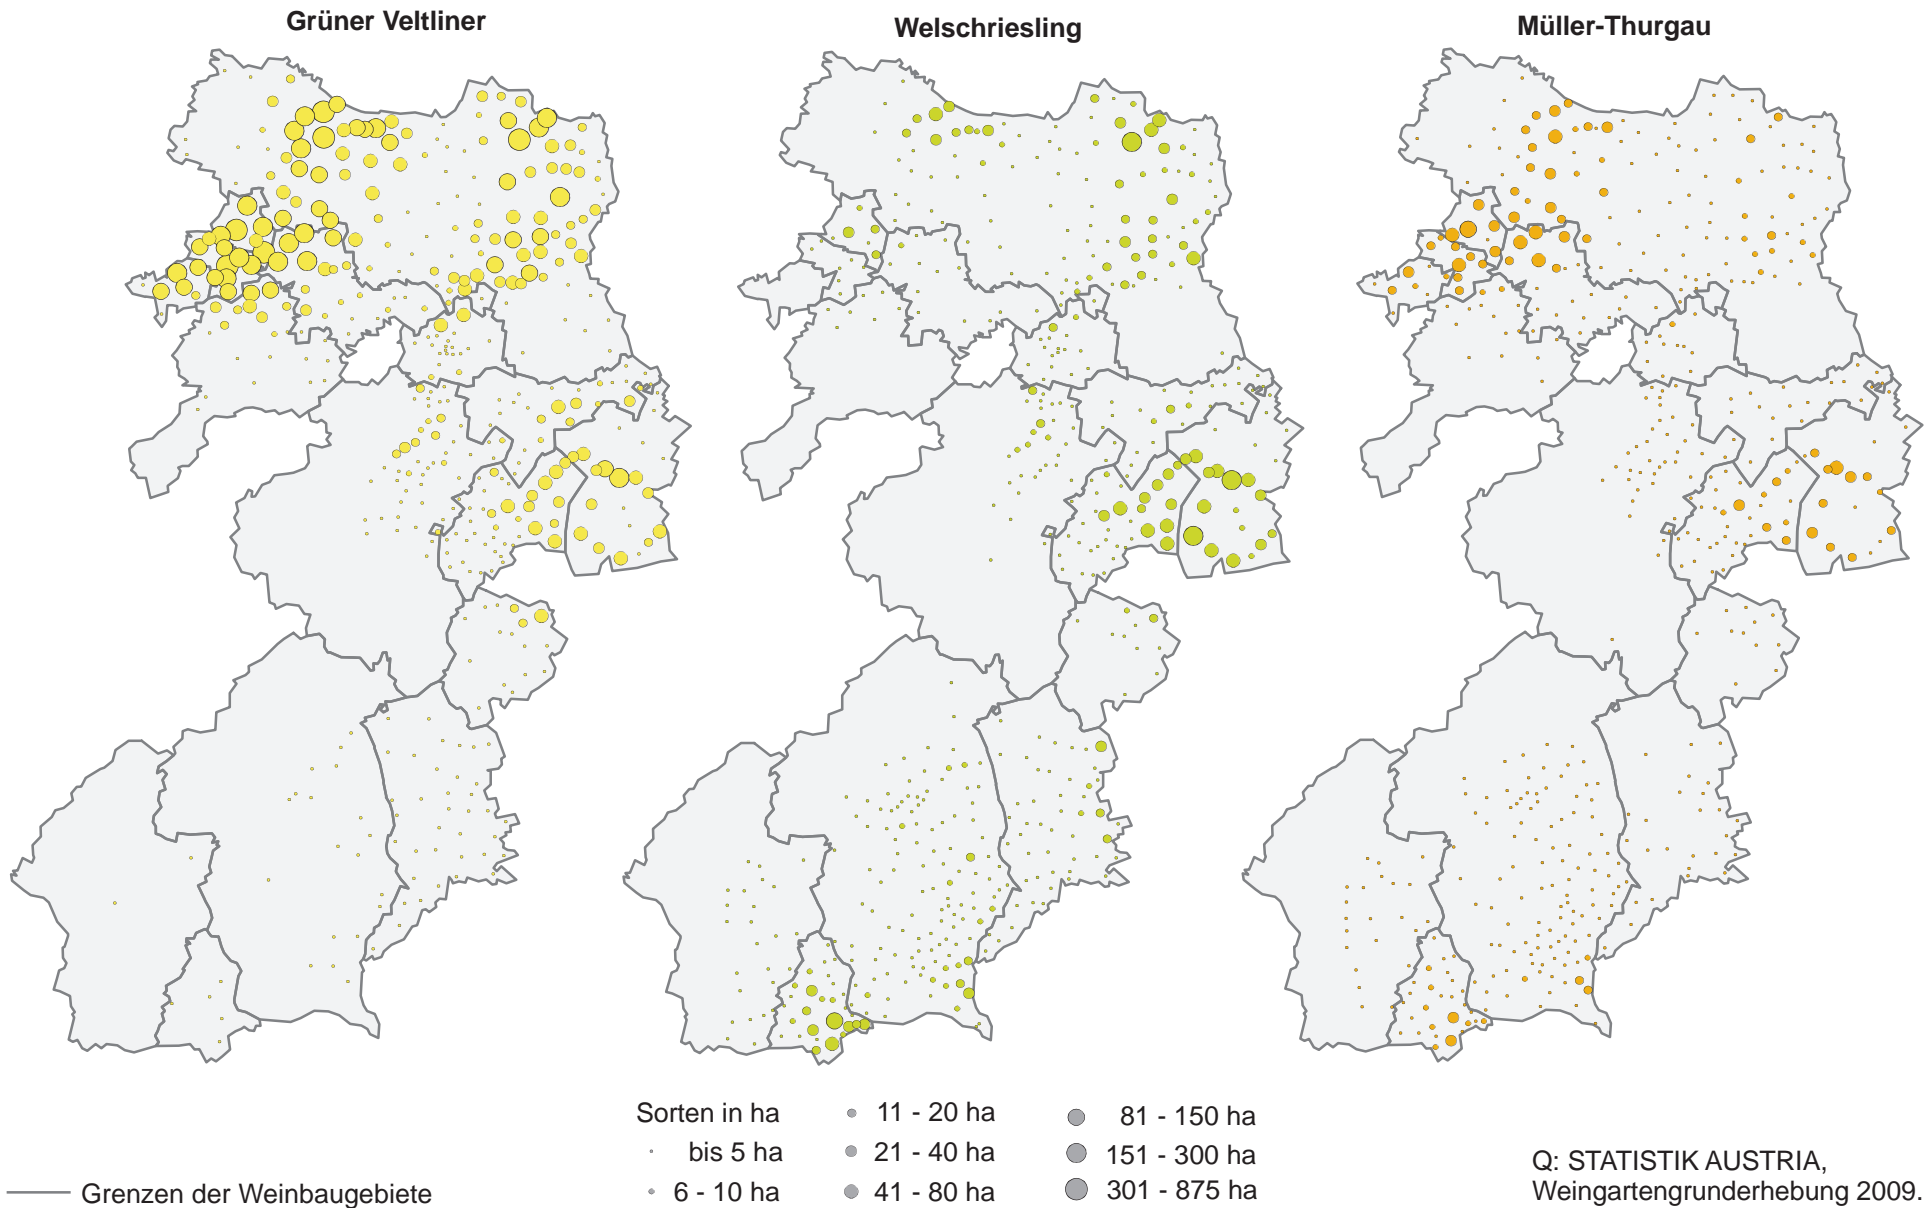 Grüner Veltliner
Welschriesling
Müller-Thurgau
Sorten in ha
bis 5 ha
6 - 10 ha
11 - 20 ha
21 - 40 ha
41 - 80 ha
81 - 150 ha
151 - 300 ha
301 - 875 ha
Grenzen der Weinbaugebiete
Q: STATISTIK AUSTRIA,
Weingartengrunderhebung 2009.